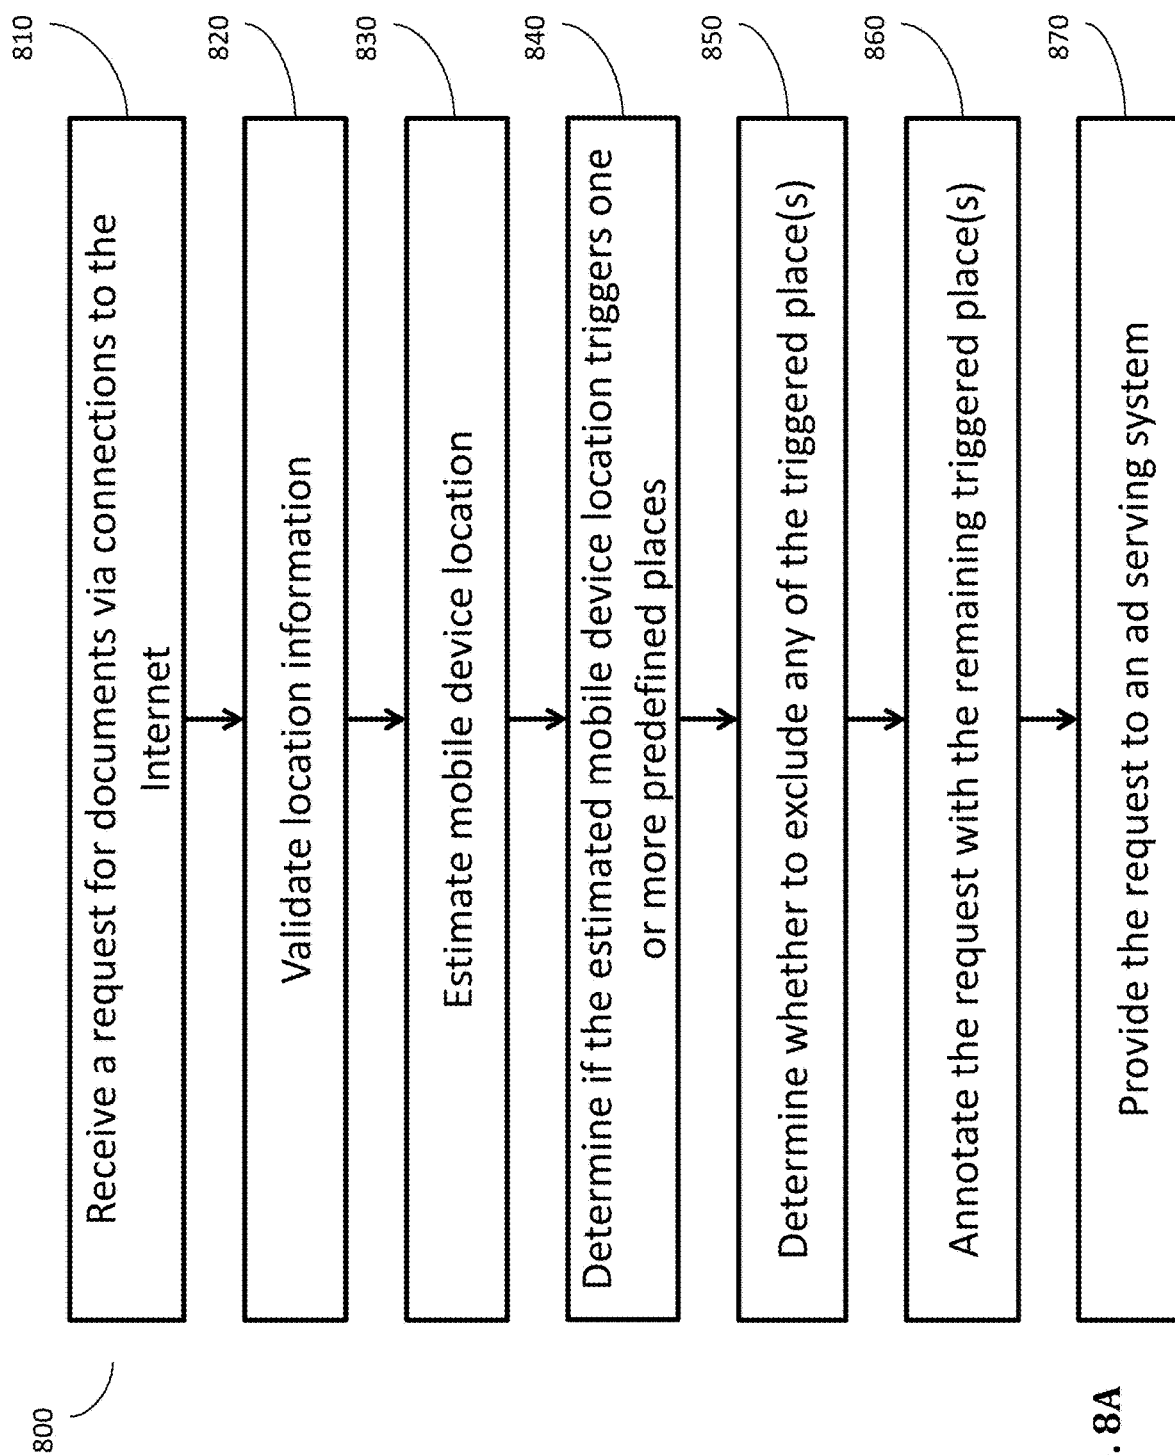 800
810
Receive a request for documents via connections to the
Internet
820
Validate location information
830
Estimate mobile device location
840
Determine if the estimated mobile device location triggers one
or more predefined places
850
Determine whether to exclude any of the triggered place(s)
860
Annotate the request with the remaining triggered place(s)
870
Provide the request to an ad serving system
. 8A